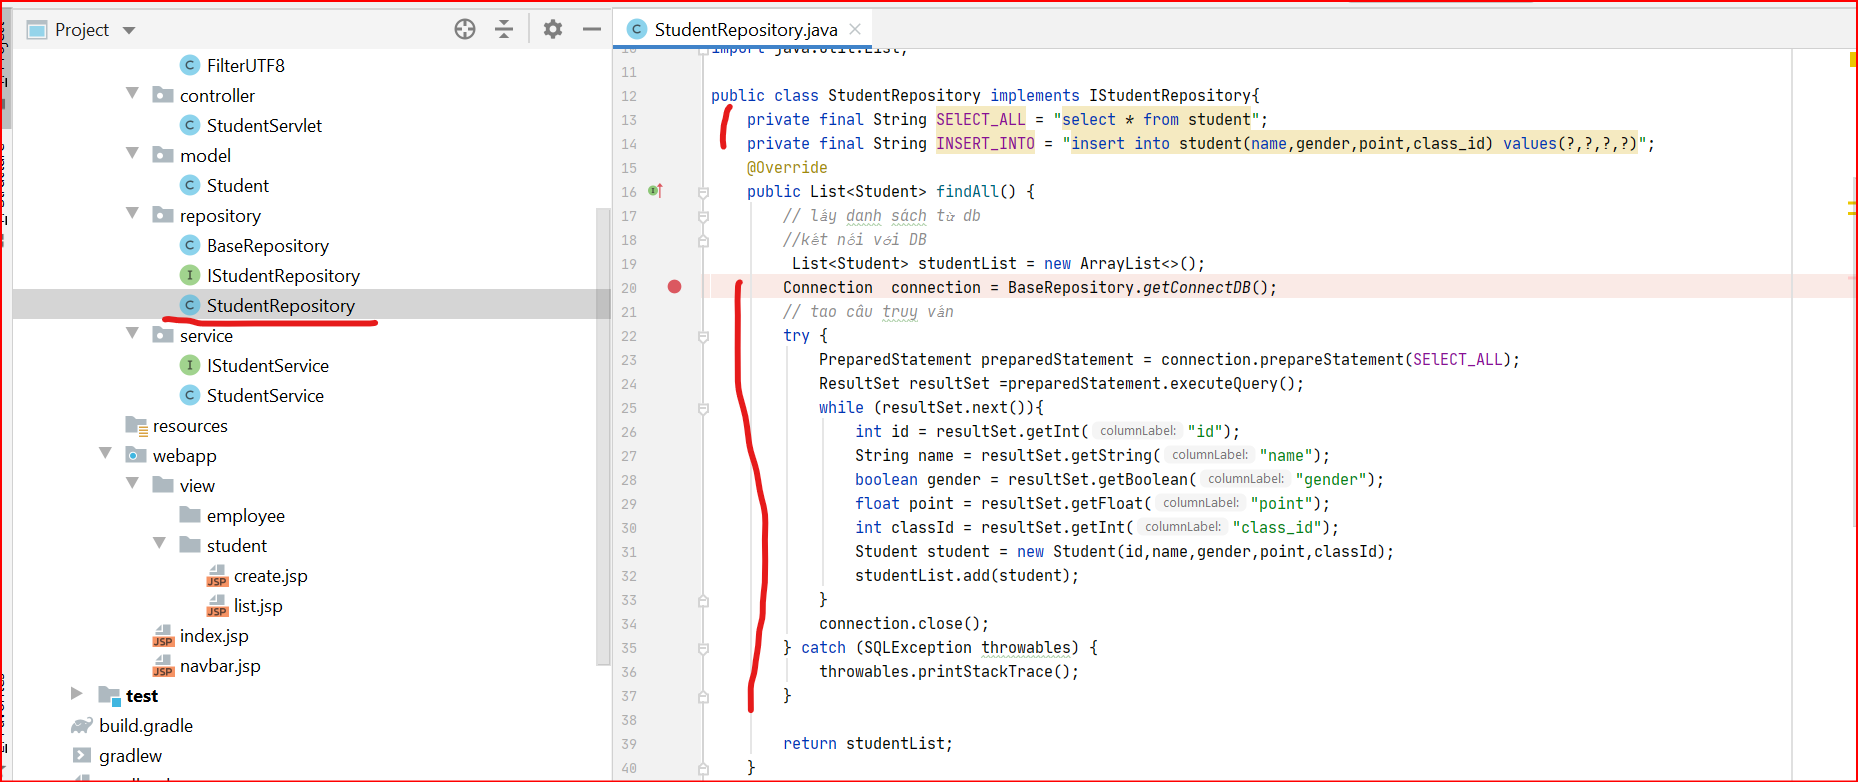 Project
FilterUTF8
controller
StudentServlet
model
Student
repository
BaseRepository
IStudentRepository
StudentRepository
service
IStudentService
StudentService
resources
webapp
view
employee
student
create.jsp
list.jsp
index.jsp
navbar.jsp
test
build.gradle
gradlew
StudentRepository.java
10 import java.util.List;
11
12 public class StudentRepository implements IStudentRepository{
13 private final String SElECT_ALL = "select * from student";
14 private final String INSERT_INTO = "insert into student(name,gender,point,class_id) values(?,?,?,?)";
15 @Override
16 public List<Student> findAll() {
17 // lấy danh sách từ db
18 //kết nối với DB
19 List<Student> studentList = new ArrayList<>();
20 Connection  connection = BaseRepository.getConnectDB();
21 // tao câu truy vấn
22 try {
23 PreparedStatement preparedStatement = connection.prepareStatement(SElECT_ALL);
24 ResultSet resultSet =preparedStatement.executeQuery();
25 while (resultSet.next()){
26 int id = resultSet.getInt( columnLabel: "id");
27 String name = resultSet.getString( columnLabel: "name");
28 boolean gender = resultSet.getBoolean( columnLabel: "gender");
29 float point = resultSet.getFloat( columnLabel: "point");
30 int classId = resultSet.getInt( columnLabel: "class_id");
31 Student student = new Student(id,name,gender,point,classId);
32 studentList.add(student);
33 }
34 connection.close();
35 } catch (SQLException throwables) {
36 throwables.printStackTrace();
37 }
38
39 return studentList;
40 }